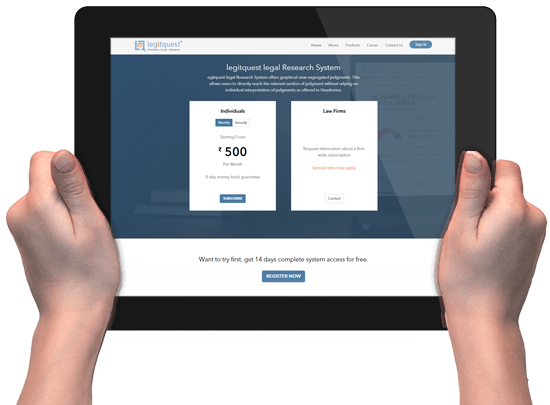 legitquest
Home About Products Career Contact Us Sign In
legitquest legal Research System
legitquest legal Research System offers graphical view segregated judgments. This
allows users to directly reach the relevant section of judgment without relying on
individual interpretation of judgments as offered in Headnotes.
Individuals
Monthly Annually
Starting From
₹ 500
Per Month
money-back guarantee
SUBSCRIBE
Law Firms
Request information about a firm
wide subscription
Special rates may apply
Contact
Want to try first, get 14 days complete system access for free.
REGISTER NOW